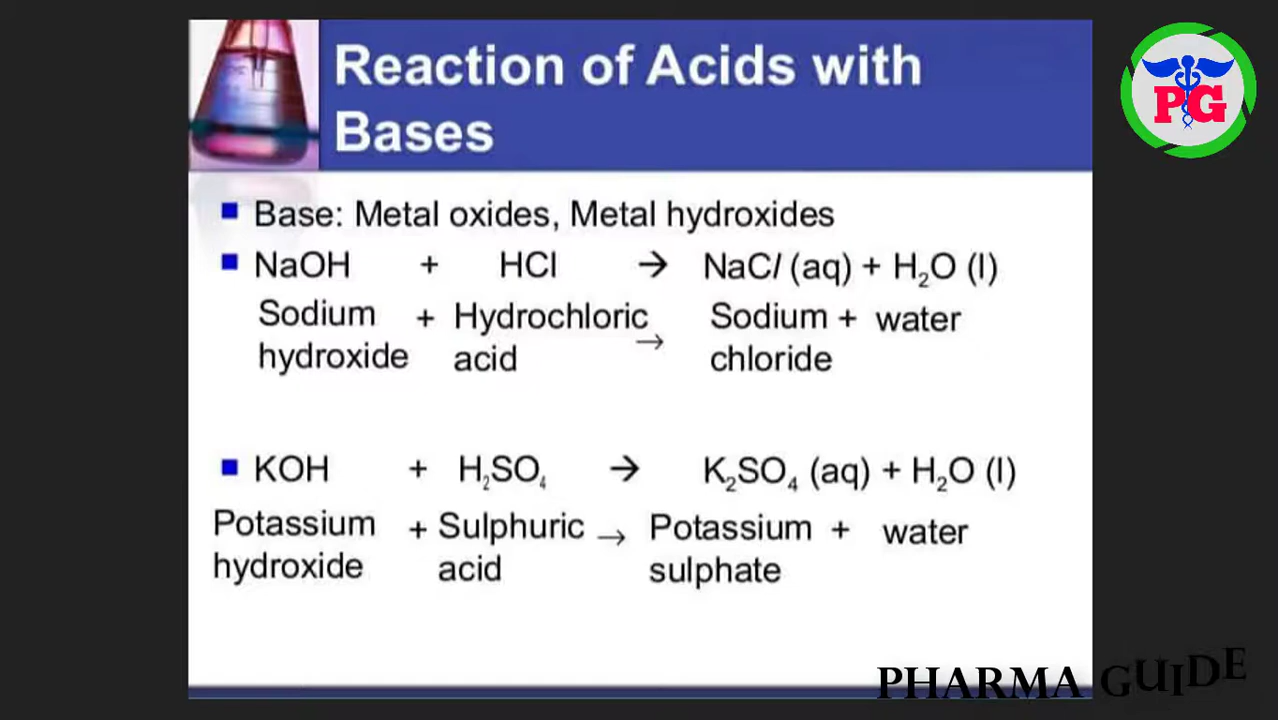 Reaction of Acids with
Bases
PG
Base: Metal oxides, Metal hydroxides
NaOH + HCl → NaCl (aq) + H₂O (l)
Sodium + Hydrochloric → Sodium + water
hydroxide acid chloride
KOH + H₂SO₄ → K₂SO₄ (aq) + H₂O (l)
Potassium + Sulphuric → Potassium + water
hydroxide acid sulphate
PHARMA GUIDE